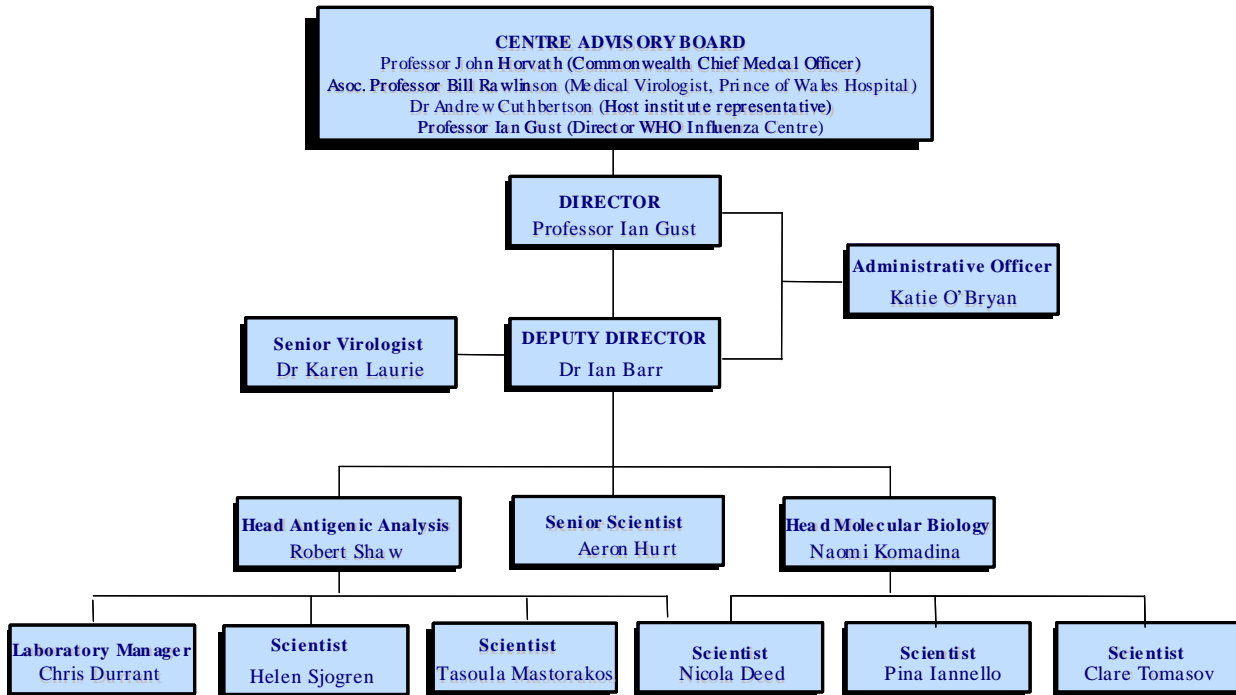 CENTRE ADVISORY BOARD
Professor John Horvath (Commonwealth Chief Medcal Officer)
Asoc. Professor Bill Rawlinson (Medical Virologist, Prince of Wales Hospital)
Dr Andrew Cuthbertson (Host institute representative)
Professor Ian Gust (Director WHO Influenza Centre)
DIRECTOR
Professor Ian Gust
Administrative Officer
Katie O’Bryan
Senior Virologist
Dr Karen Laurie
DEPUTY DIRECTOR
Dr Ian Barr
Head Antigenic Analysis
Robert Shaw
Senior Scientist
Aeron Hurt
Head Molecular Biology
Naomi Komadina
Laboratory Manager
Chris Durrant
Scientist
Helen Sjogren
Scientist
Tasoula Mastorakos
Scientist
Nicola Deed
Scientist
Pina Iannello
Scientist
Clare Tomasov